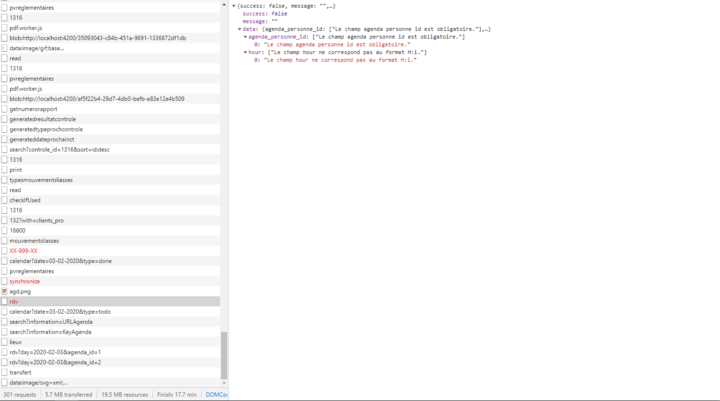 pvreglementaires
1316
pdf.worker.js
blob:http://localhost:4200/35093043-c84b-451a-9691-1336872df1db
dataimage/gif;base...
read
1316
pvreglementaires
pdf.worker.js
blob:http://localhost:4200/af5f22b4-29d7-4db0-befb-e83e12e4b509
getnumerorapport
generatedresultatcontrole
generatedtypeprochcontrole
generateddateprochainct
search?controle_id=1316&sort=id:desc
1316
print
typesmouvementsliasses
read
checkIfUsed
1316
132?with=clients_pro
16600
mouvementsliasses
XX-999-XX
calendar?date=03-02-2020&type=done
pvreglementaires
synchronize
agd.png
rdv
calendar?date=03-02-2020&type=todo
search?information=URLAgenda
search?information=KeyAgenda
lieux
rdv?day=2020-02-03&agenda_id=1
rdv?day=2020-02-03&agenda_id=2
transfert
dataimage/svg+xml;...
301 requests | 5.7 MB transferred | 19.5 MB resources | Finish: 17.7 min | DOMCo
▼{success: false, message: "",…}
success: false
message: ""
▼data: {agenda_personne_id: ["Le champ agenda personne id est obligatoire."],…}
▼agenda_personne_id: ["Le champ agenda personne id est obligatoire."]
0: "Le champ agenda personne id est obligatoire."
▼hour: ["Le champ hour ne correspond pas au format H:i."]
0: "Le champ hour ne correspond pas au format H:i."